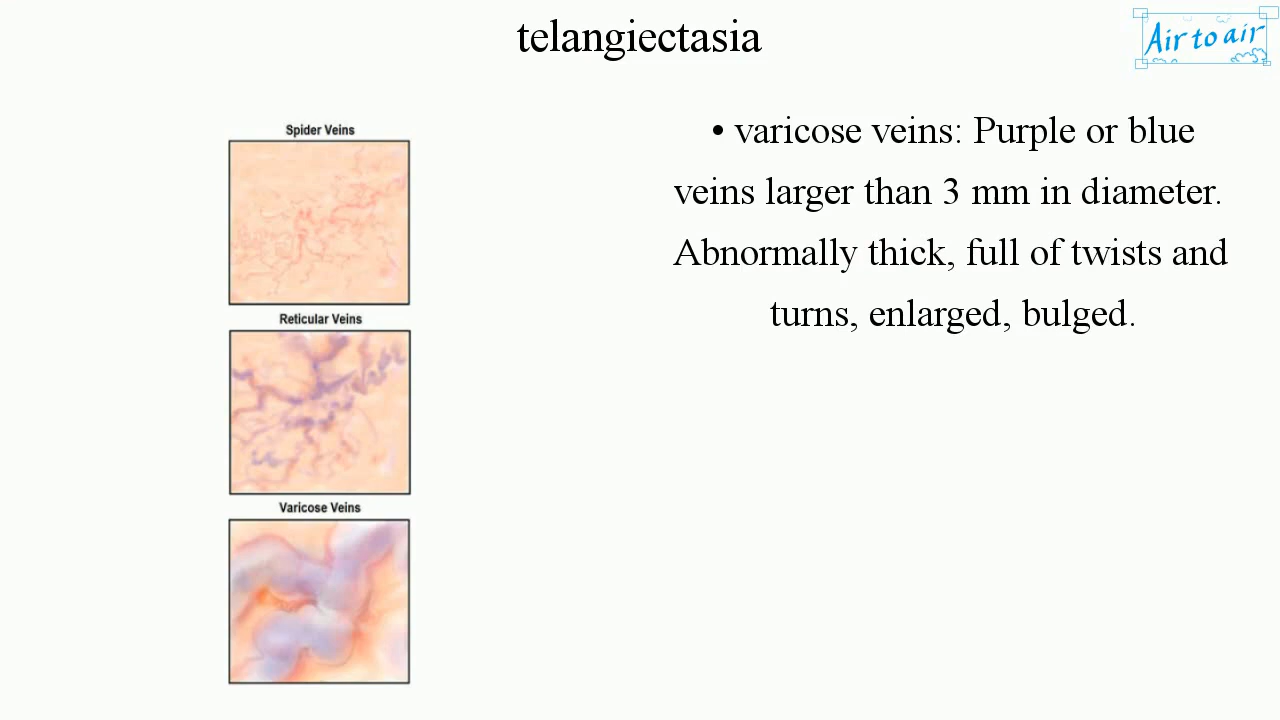 telangiectasia
Air to air
Spider Veins
Reticular Veins
Varicose Veins
• varicose veins: Purple or blue
veins larger than 3 mm in diameter.
Abnormally thick, full of twists and
turns, enlarged, bulged.